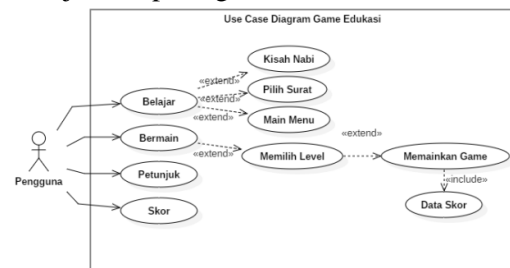 Use Case Diagram Game Edukasi
Kisah Nabi
«extend»
Belajar
Pilih Surat
«extend»
«extend»
Main Menu
Bermain
«extend»
«extend»
Memilih Level
Memainkan Game
Pengguna
Petunjuk
«include»
Skor
Data Skor